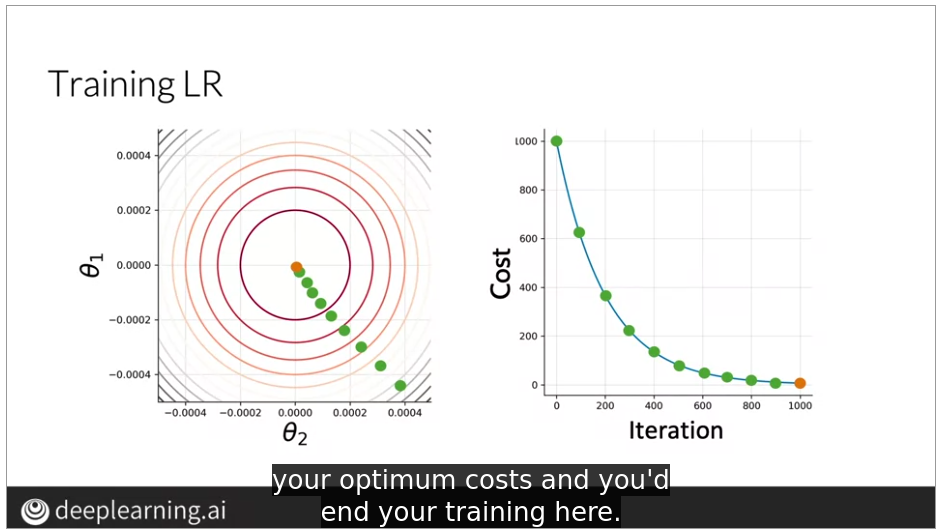 Training LR
0.0004
0.0002
0.0000
−0.0002
−0.0004
θ1
−0.0004 −0.0002 0.0000 0.0002 0.0004
θ2
1000
800
600
400
200
0
Cost
0 200 400 600 800 1000
Iteration
your optimum costs and you'd
end your training here.
deeplearning.ai